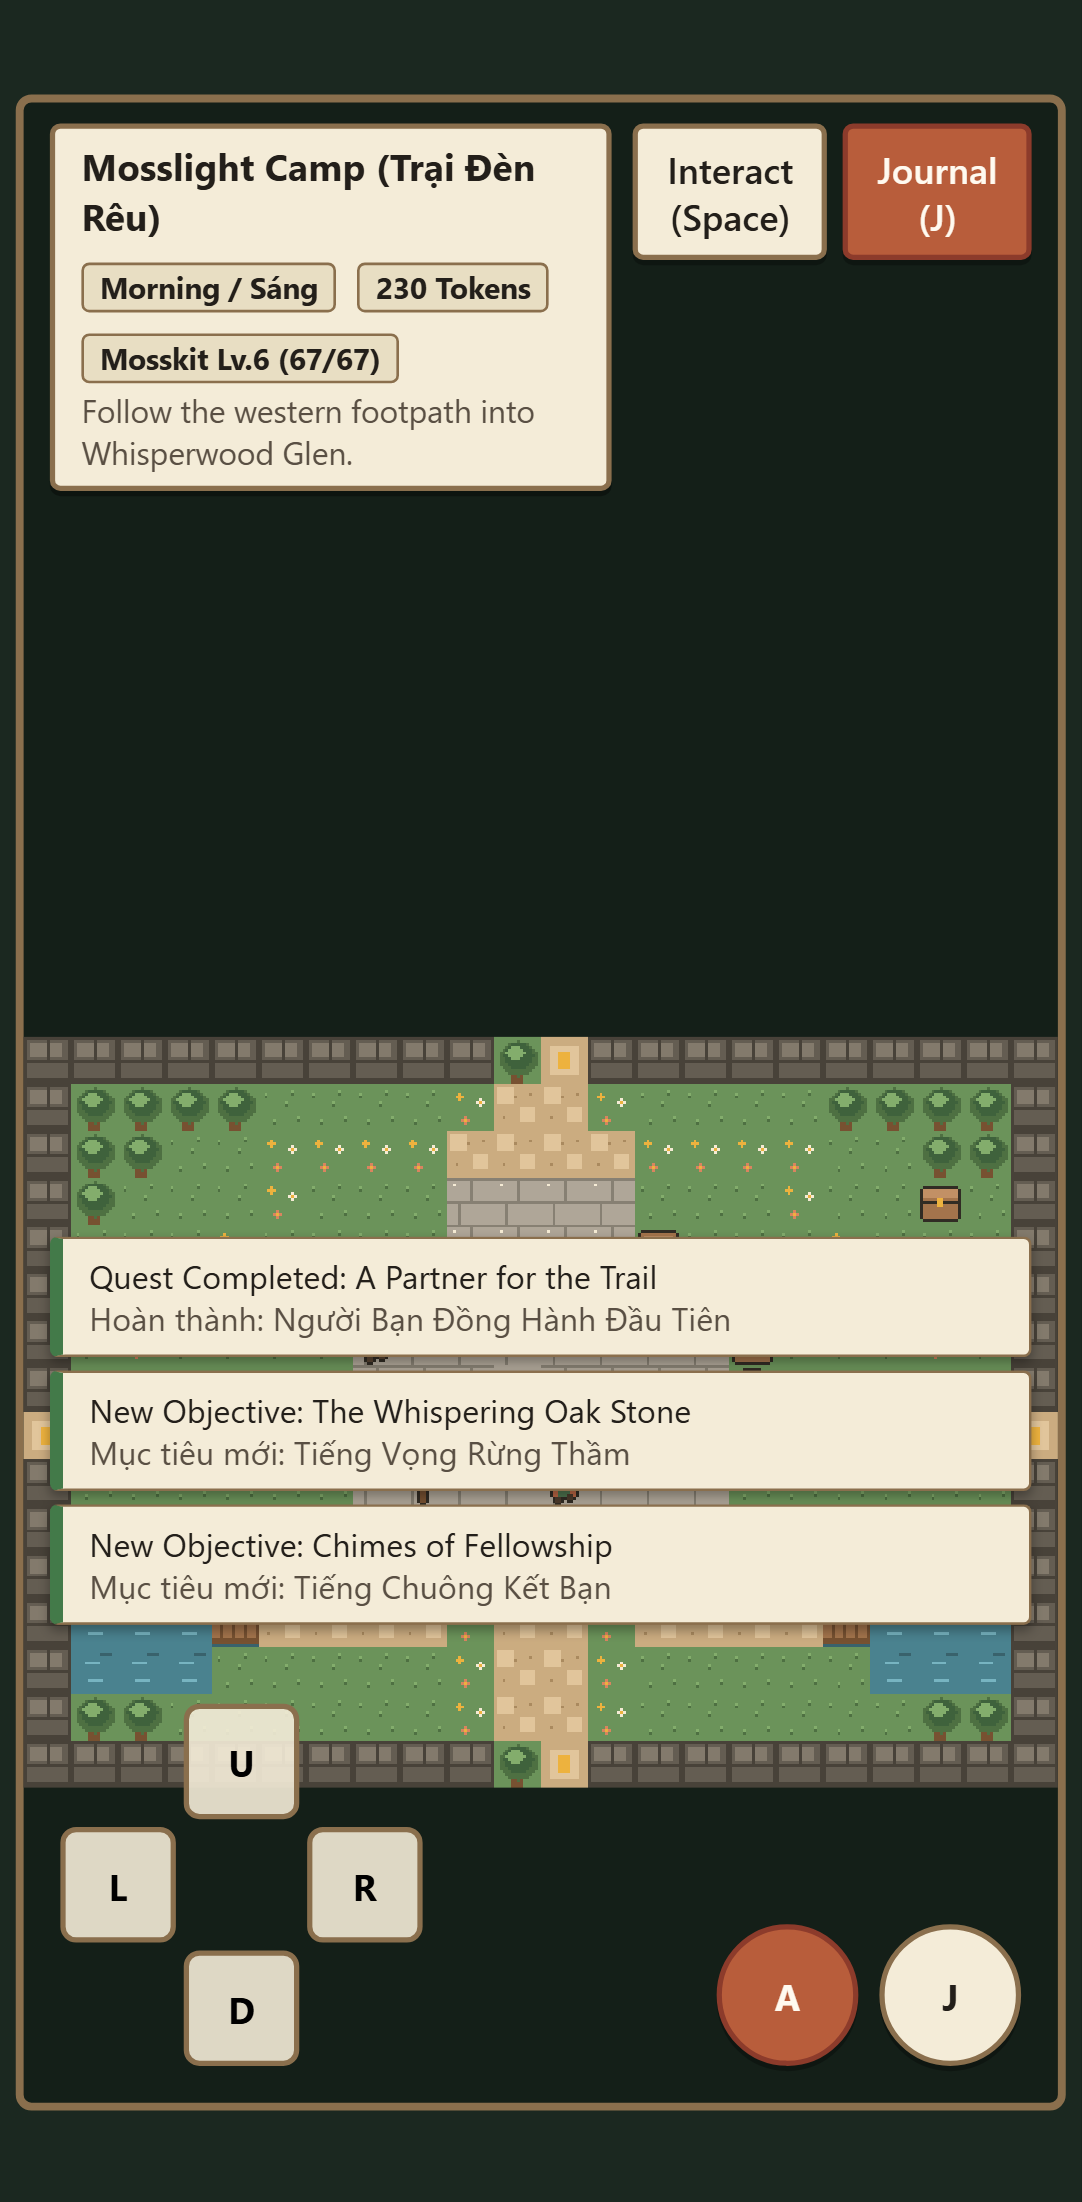 Mosslight Camp (Trại Đèn
Rêu)
Morning / Sáng
230 Tokens
Mosskit Lv.6 (67/67)
Follow the western footpath into
Whisperwood Glen.
Interact
(Space)
Journal
(J)
Quest Completed: A Partner for the Trail
Hoàn thành: Người Bạn Đồng Hành Đầu Tiên
New Objective: The Whispering Oak Stone
Mục tiêu mới: Tiếng Vọng Rừng Thầm
New Objective: Chimes of Fellowship
Mục tiêu mới: Tiếng Chuông Kết Bạn
U
L
R
D
A
J